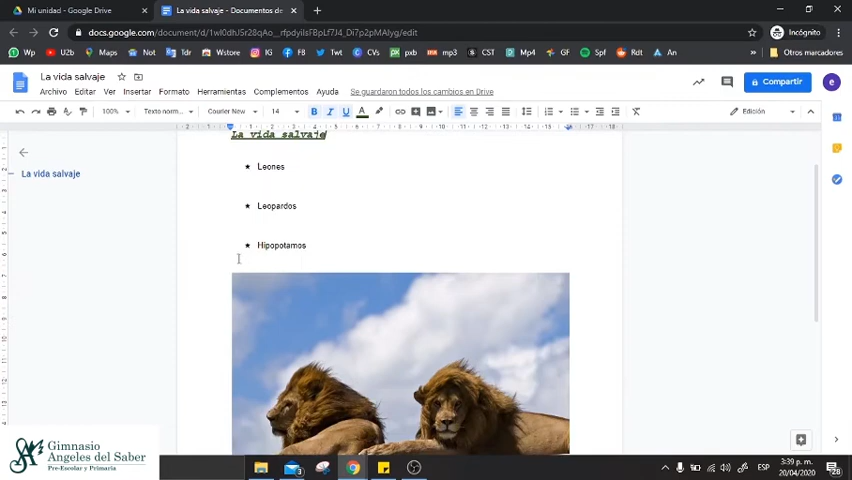 Mi unidad - Google Drive
La vida salvaje - Documentos de
docs.google.com/document/d/1wl0dhJSr28qAo__rfpdyiIsFBpLf7J4_Di7p2pMAlyg/edit
Incógnito
Wp
U2b
Maps
Not
Tdr
Wstore
Twt
CVs
pxb
mp3
CST
Mp4
GF
Spf
Rdt
An
Otros marcadores
La vida salvaje
Archivo Editar Ver Insertar Formato Herramientas Complementos Ayuda Se guardaron todos los cambios en Drive
Compartir
e
100% Texto norm... Courier New 14 B I U A Edición
La vida salvaje
La vida salvaje
Leones
Leopardos
Hipopotamos
Gimnasio
Angeles del Saber
Pre-Escolar y Primaria
ESP
3:39 p. m.
20/04/2020
28